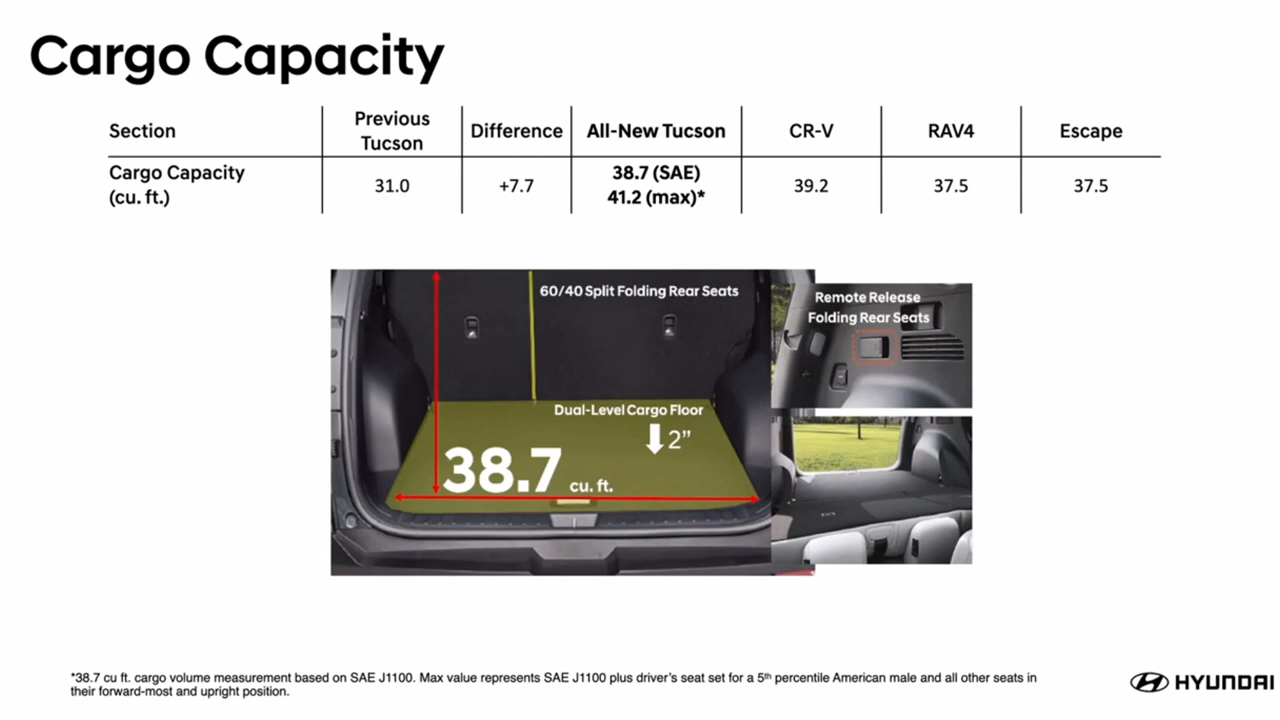 Cargo Capacity
Section
Previous
Tucson
Difference
All-New Tucson
CR-V
RAV4
Escape
Cargo Capacity
(cu. ft.)
31.0
+7.7
38.7 (SAE)
41.2 (max)*
39.2
37.5
37.5
60/40 Split Folding Rear Seats
Remote Release
Folding Rear Seats
Dual-Level Cargo Floor
2”
38.7 cu. ft.
*38.7 cu ft. cargo volume measurement based on SAE J1100. Max value represents SAE J1100 plus driver’s seat set for a 5th percentile American male and all other seats in
their forward-most and upright position.
HYUNDAI